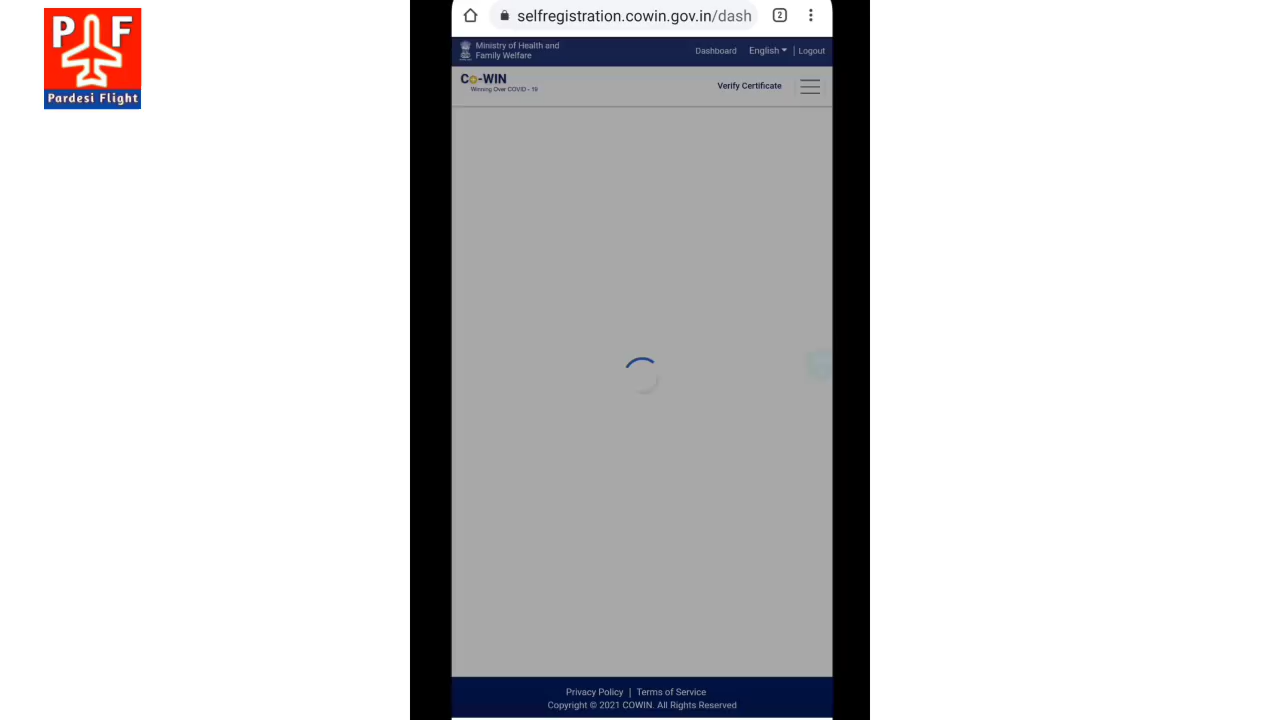 P F
Pardesi Flight
selfregistration.cowin.gov.in/dash
2
Ministry of Health and
Family Welfare
Dashboard English | Logout
Co-WIN
Winning Over COVID - 19
Verify Certificate
Privacy Policy | Terms of Service
Copyright © 2021 COWIN. All Rights Reserved